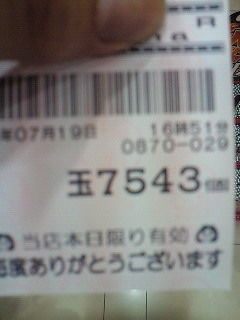 年07月19日 16時51分
0870-029
玉7543個
当店本日限り有効
度ありがとうございます